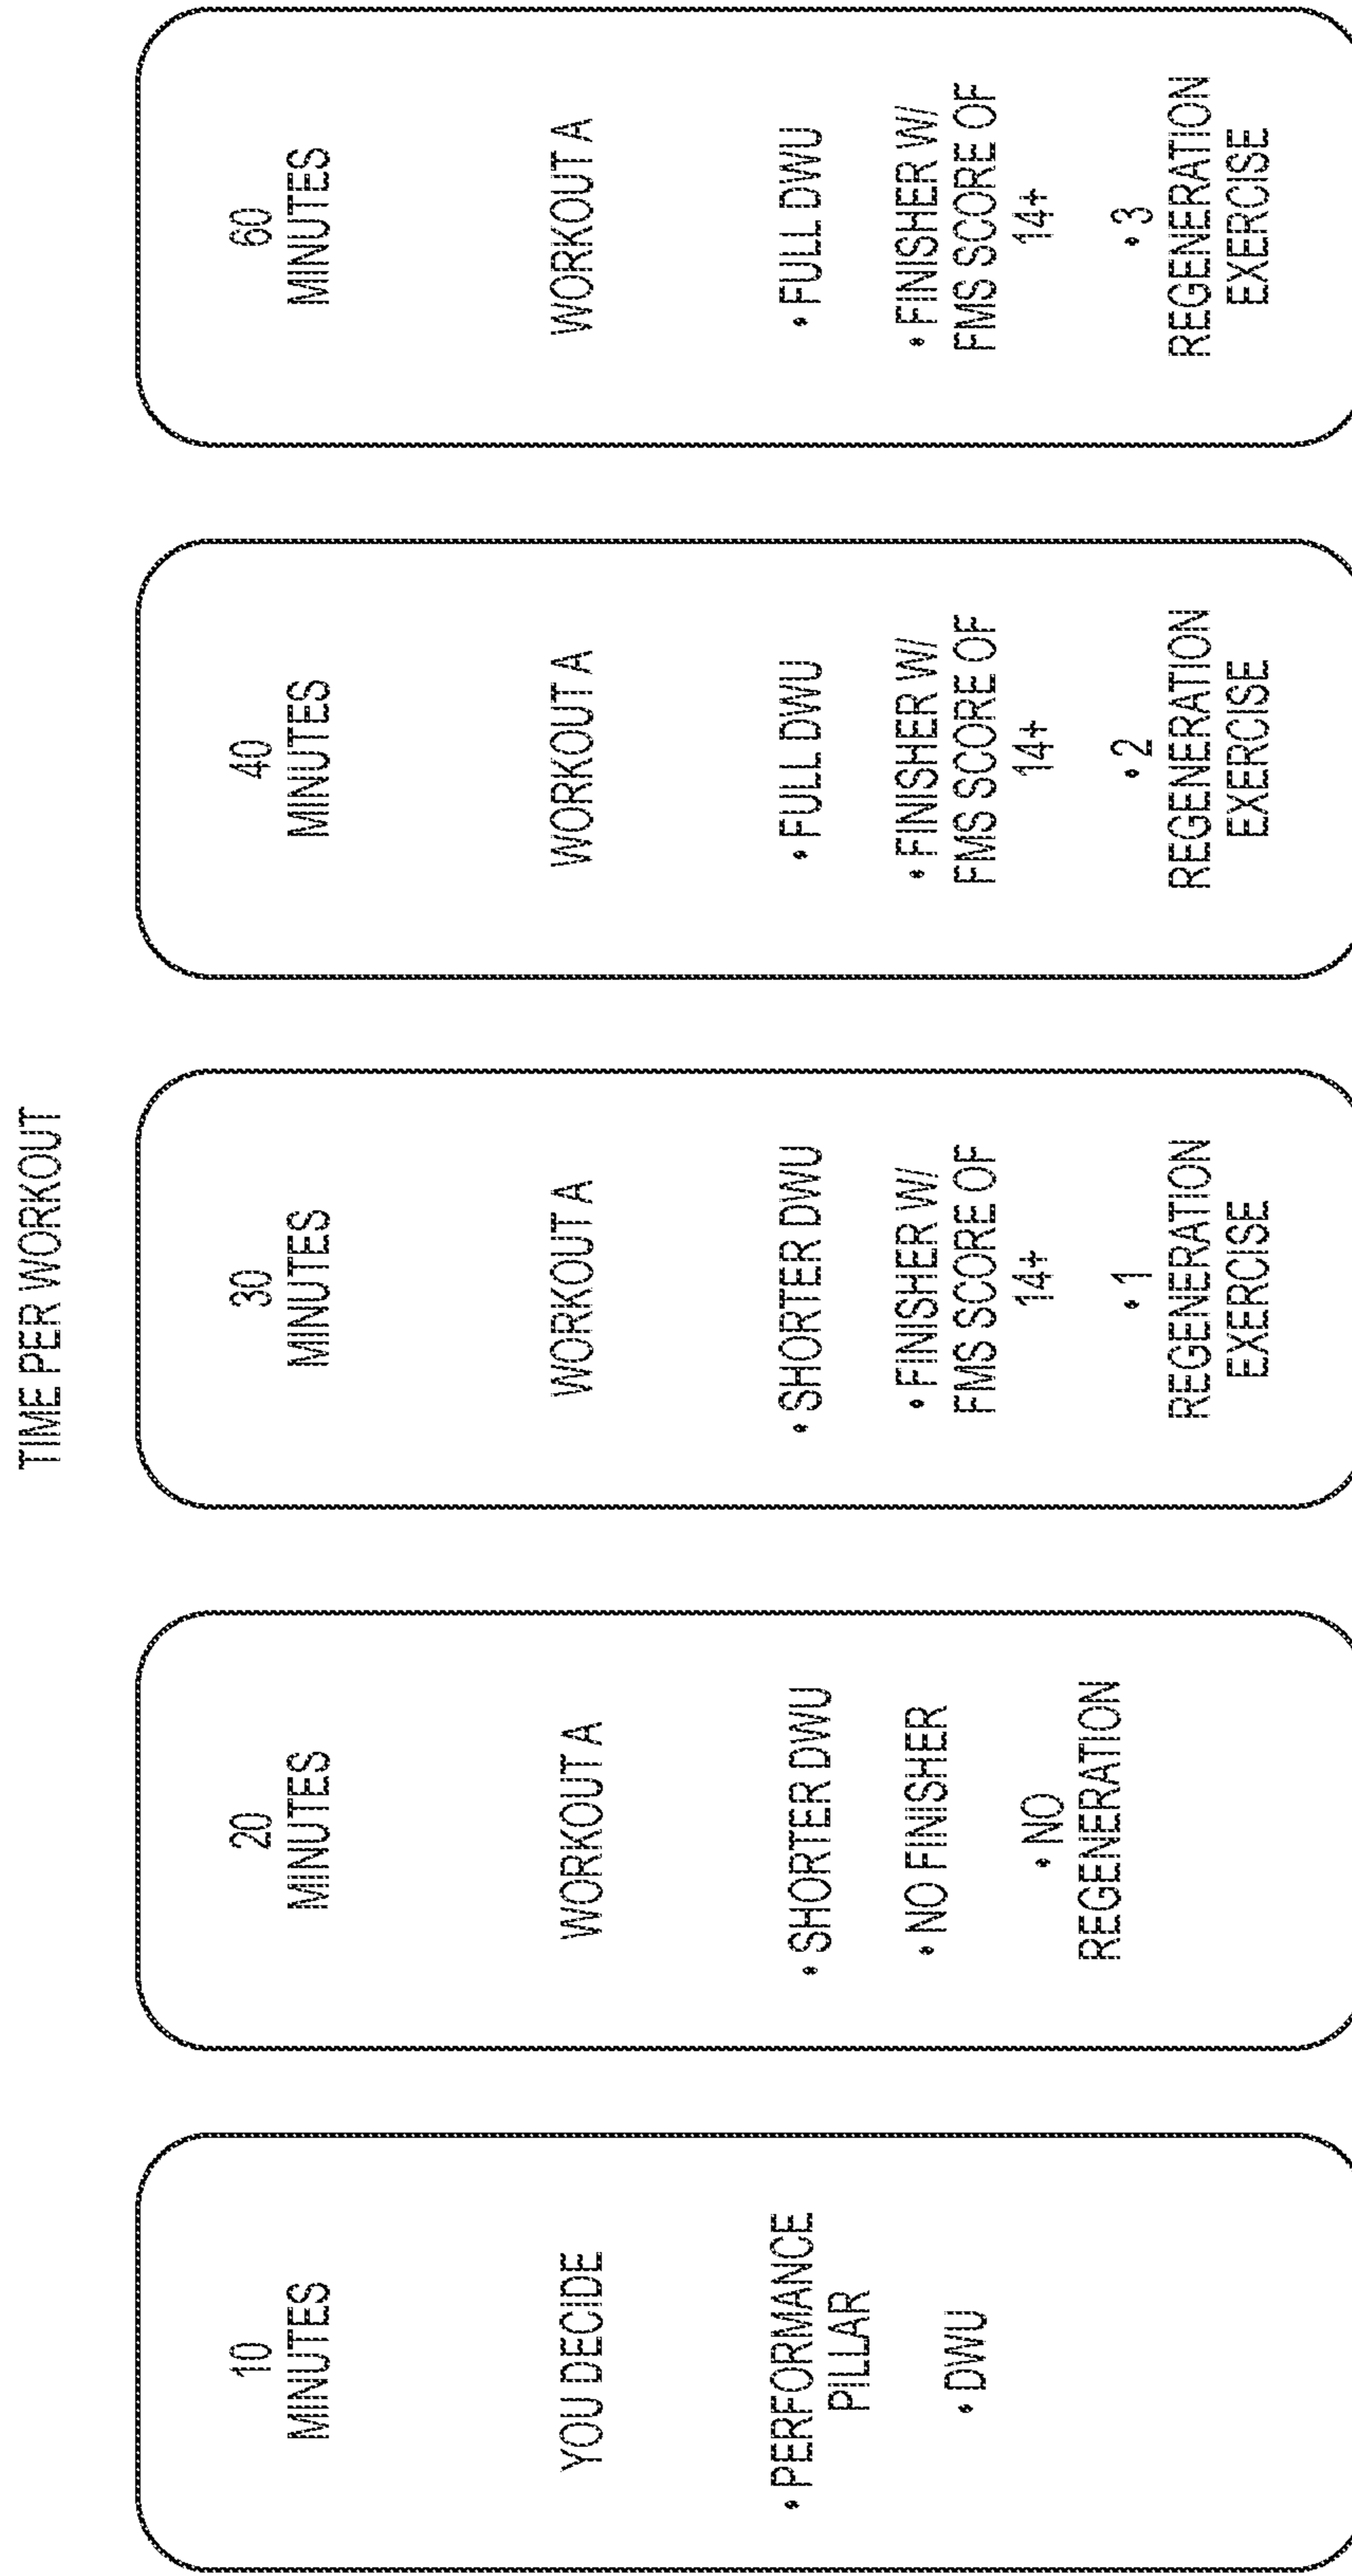 TIME PER WORKOUT
10
MINUTES
YOU DECIDE
• PERFORMANCE
PILLAR
• DWU
20
MINUTES
WORKOUT A
• SHORTER DWU
• NO FINISHER
• NO
REGENERATION
30
MINUTES
WORKOUT A
• SHORTER DWU
• FINISHER W/
FMS SCORE OF
14+
• 1
REGENERATION
EXERCISE
40
MINUTES
WORKOUT A
• FULL DWU
• FINISHER W/
FMS SCORE OF
14+
• 2
REGENERATION
EXERCISE
60
MINUTES
WORKOUT A
• FULL DWU
• FINISHER W/
FMS SCORE OF
14+
• 3
REGENERATION
EXERCISE